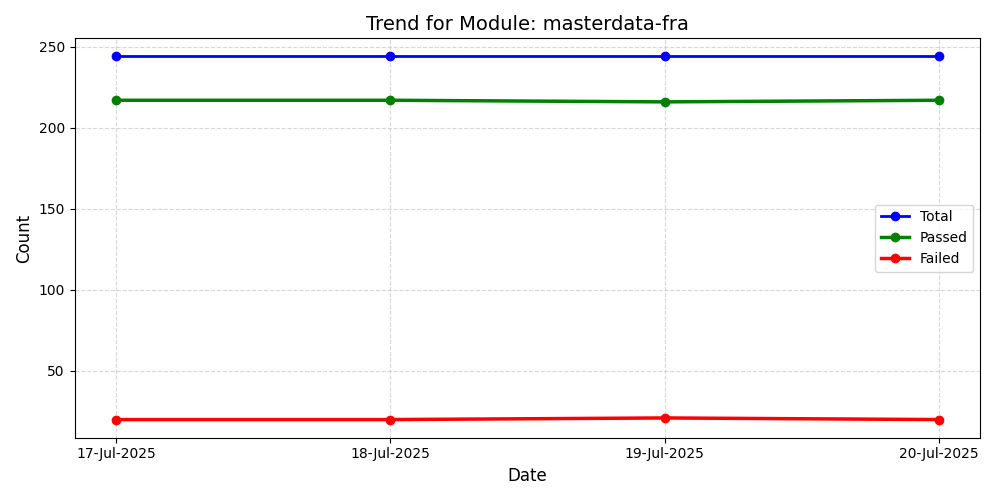 Trend for Module: masterdata-fra
250
200
150
100
50
Count
Total
Passed
Failed
17-Jul-2025
18-Jul-2025
19-Jul-2025
20-Jul-2025
Date